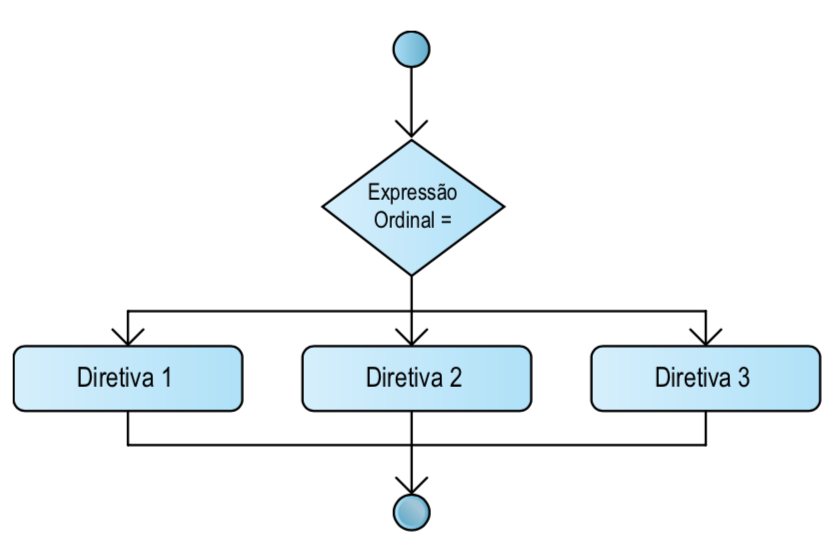 Expressão
Ordinal =
Diretiva 1
Diretiva 2
Diretiva 3